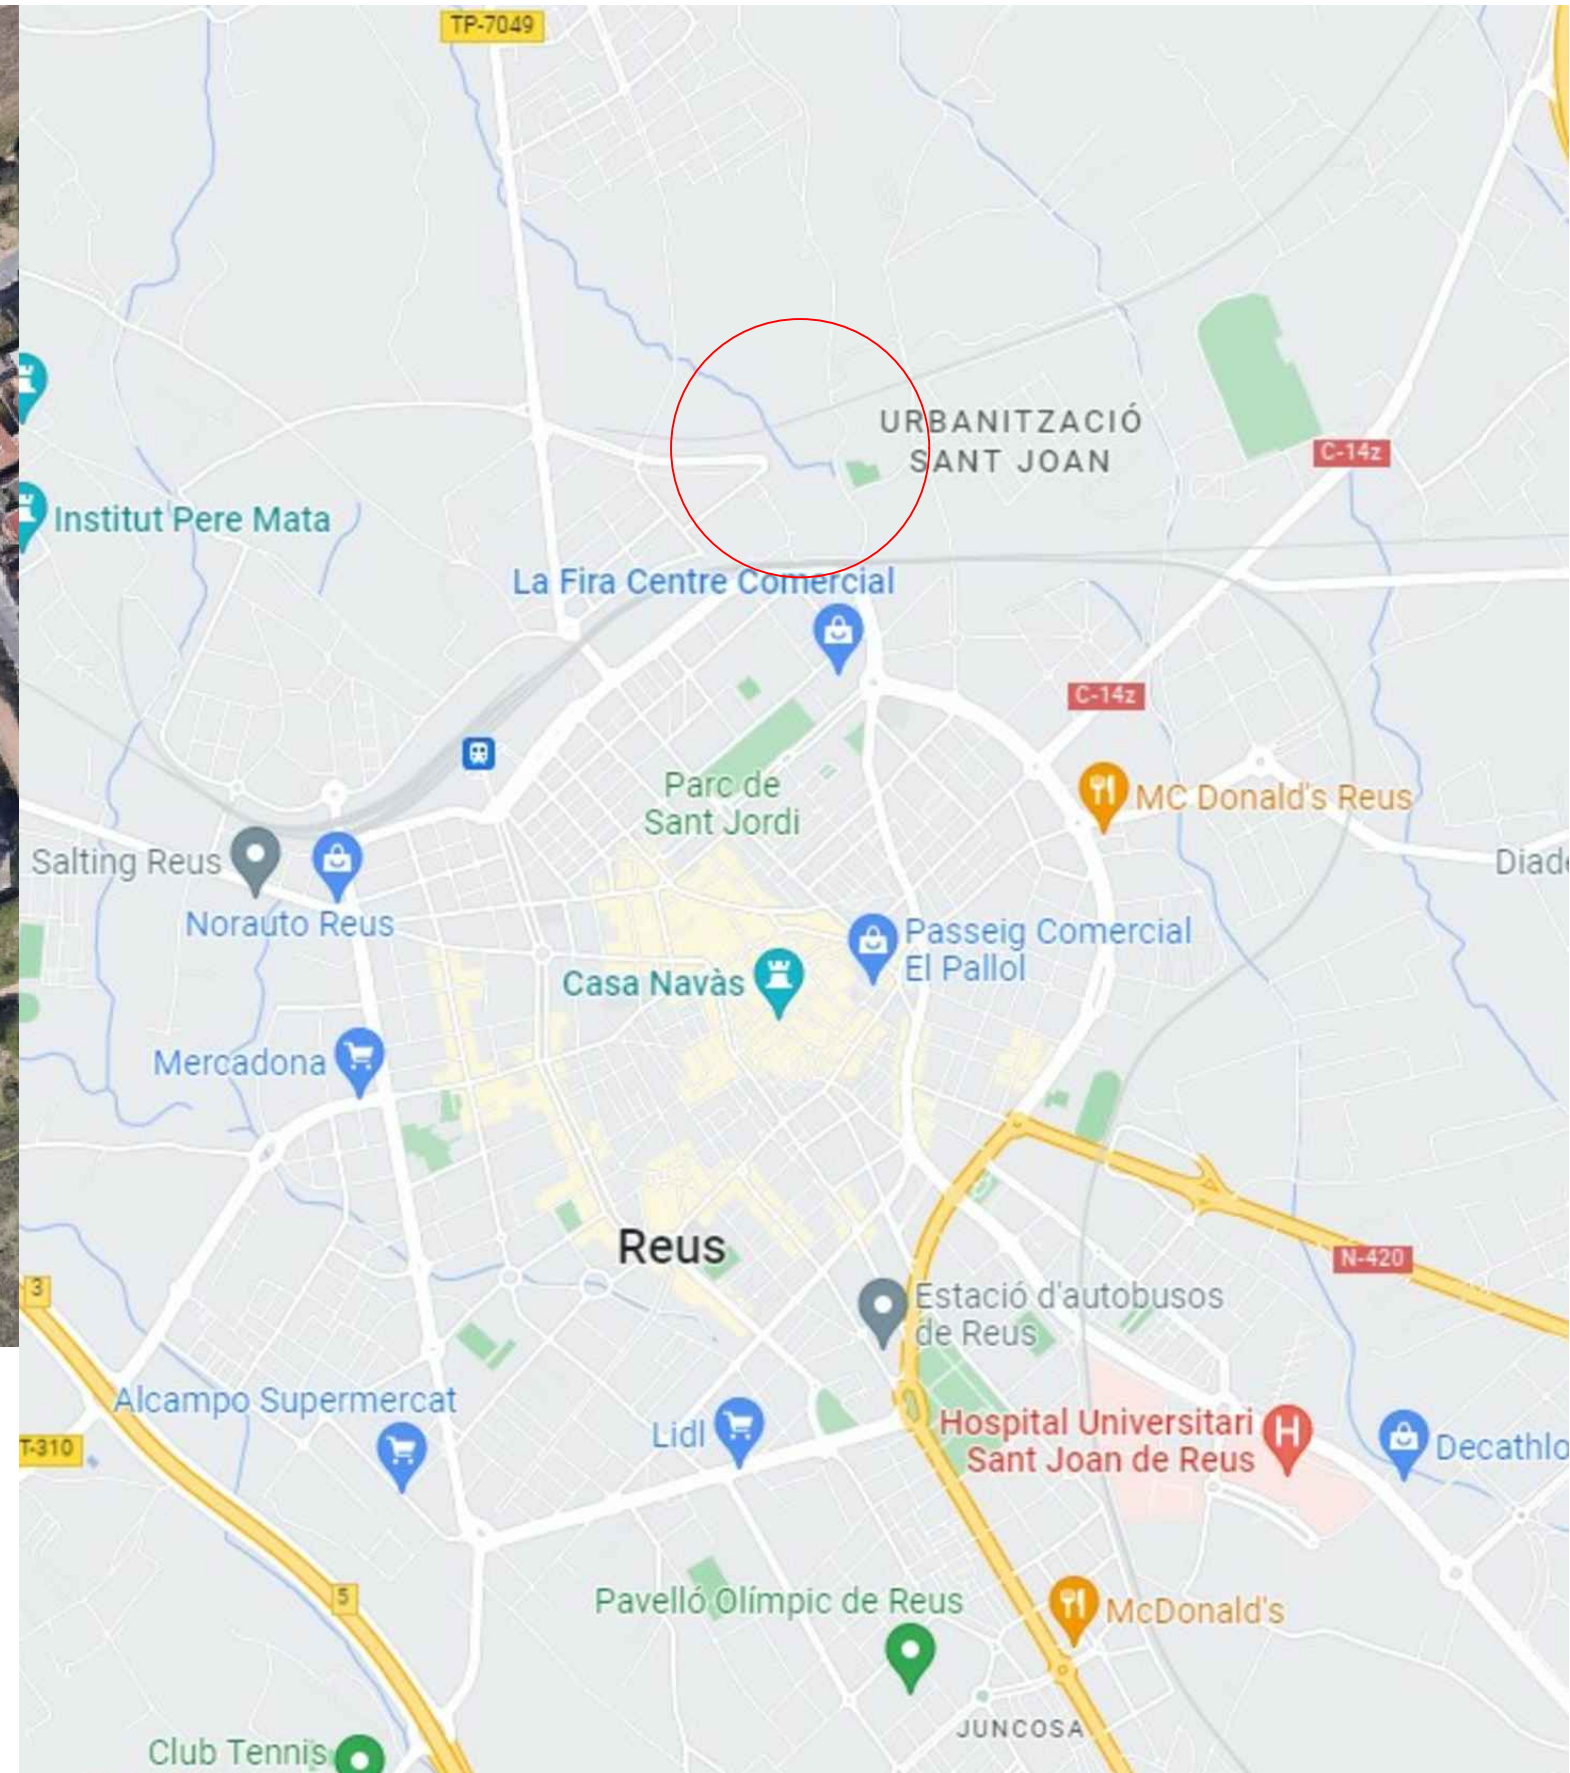 TP-7049
URBANITZACIÓ
SANT JOAN
C-14z
Institut Pere Mata
La Fira Centre Comercial
C-14z
Parc de
Sant Jordi
MC Donald's Reus
Salting Reus
Diade
Norauto Reus
Passeig Comercial
El Pallol
Casa Navàs
Mercadona
Reus
N-420
3
Estació d'autobusos
de Reus
Alcampo Supermercat
Lidl
Hospital Universitari
Sant Joan de Reus
H
T-310
Decathlo
5
Pavelló Olímpic de Reus
McDonald's
JUNCOSA
Club Tennis